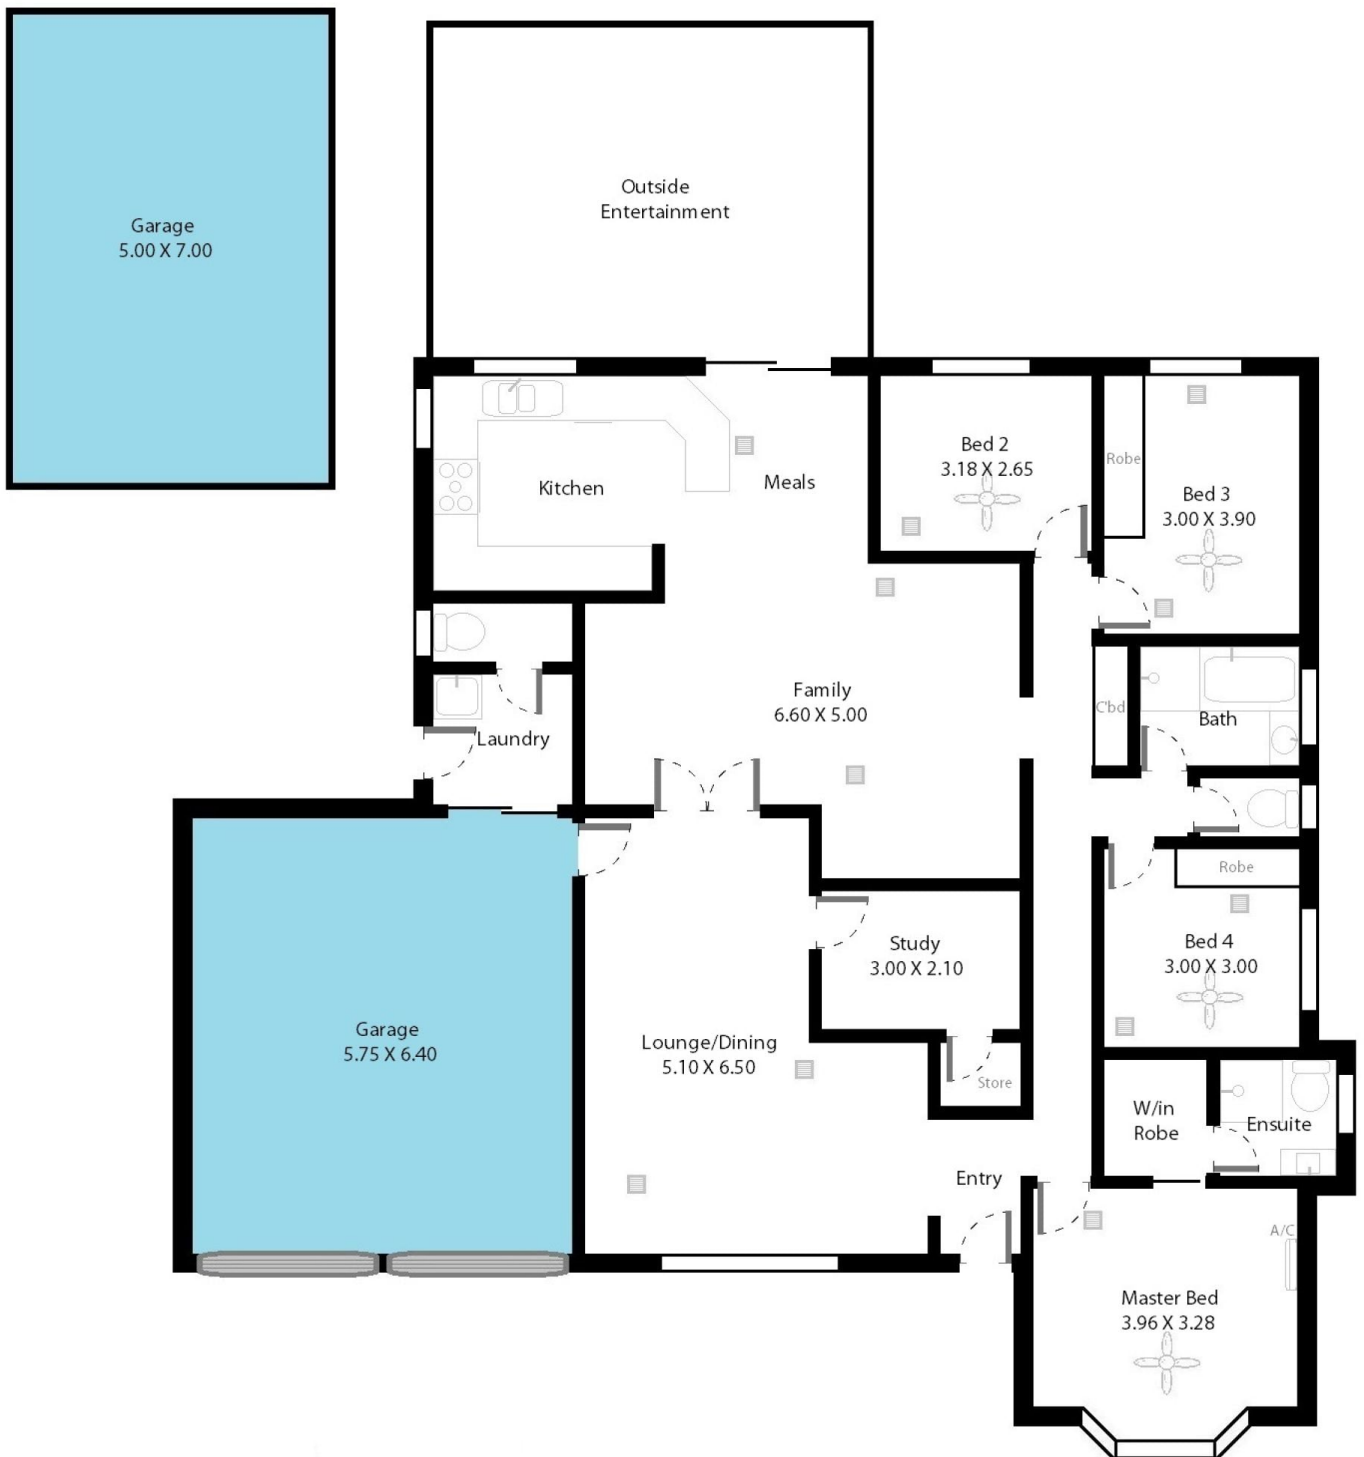 Garage
5.00 X 7.00
Outside
Entertainment
Kitchen
Meals
Bed 2
3.18 X 2.65
Robe
Bed 3
3.00 X 3.90
Family
6.60 X 5.00
C'bd
Bath
Laundry
Robe
Bed 4
3.00 X 3.00
Study
3.00 X 2.10
Garage
5.75 X 6.40
Lounge/Dining
5.10 X 6.50
Store
W/in
Robe
Ensuite
Entry
A/C
Master Bed
3.96 X 3.28